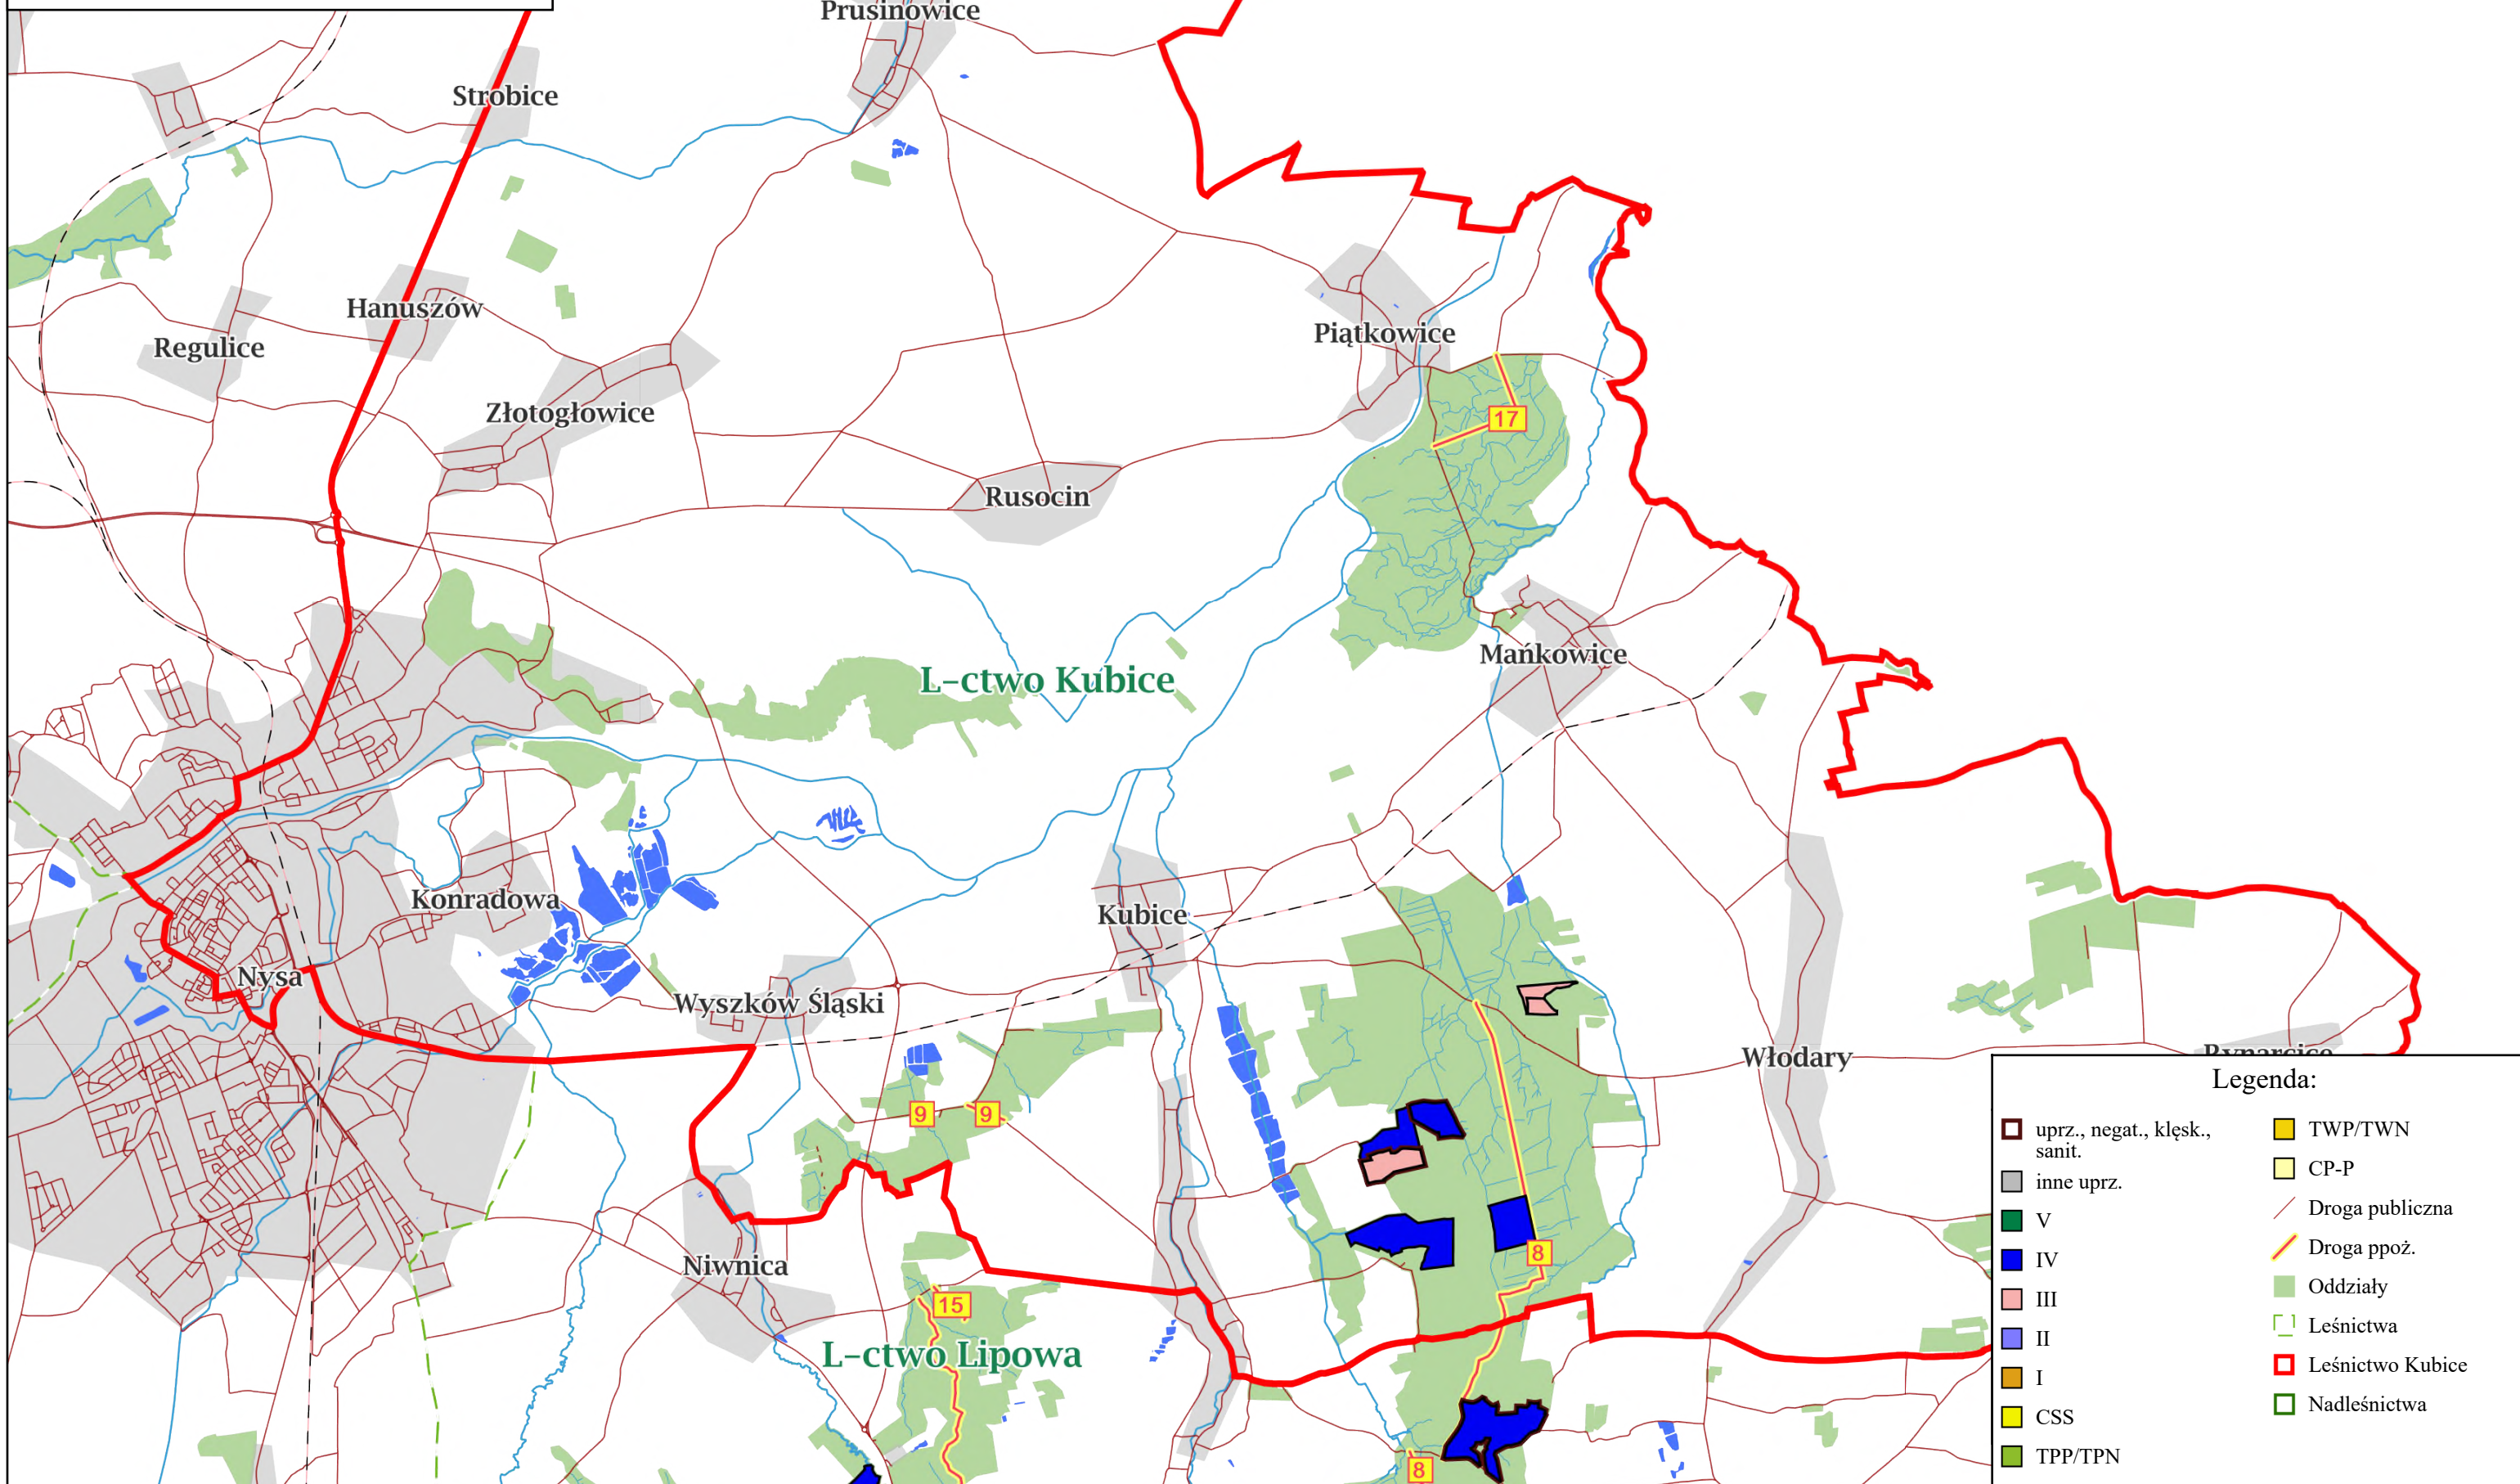 Prusinowice
Strobice
Hanuszów
Regulice
Piątkowice
Złotogłowice
17
Rusocin
Mańkowice
L-ctwo Kubice
Konradowa
Kubice
Nysa
Wyszków Śląski
Włodary
9
9
8
Niwnica
15
L-ctwo Lipowa
8
Legenda:
uprz., negat., klęsk.,
sanit.
inne uprz.
V
IV
III
II
I
CSS
TPP/TPN
TWP/TWN
CP-P
Droga publiczna
Droga ppoż.
Oddziały
Leśnictwa
Leśnictwo Kubice
Nadleśnictwa